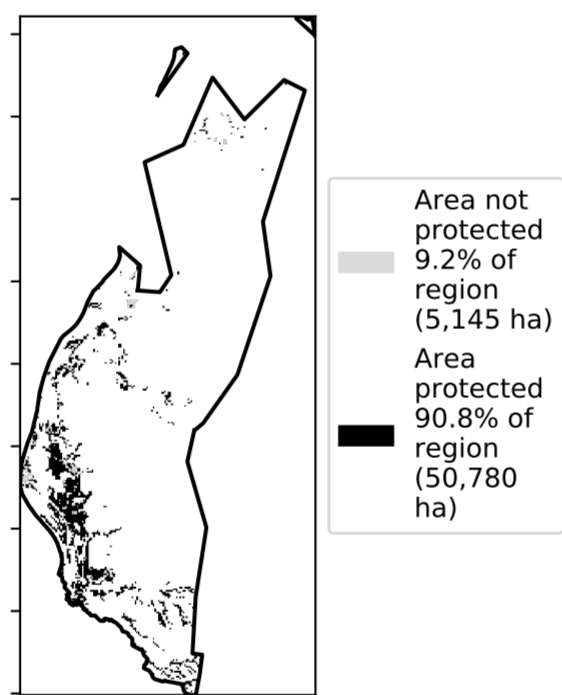 Area not
protected
9.2% of
region
(5,145 ha)
Area
protected
90.8% of
region
(50,780
ha)